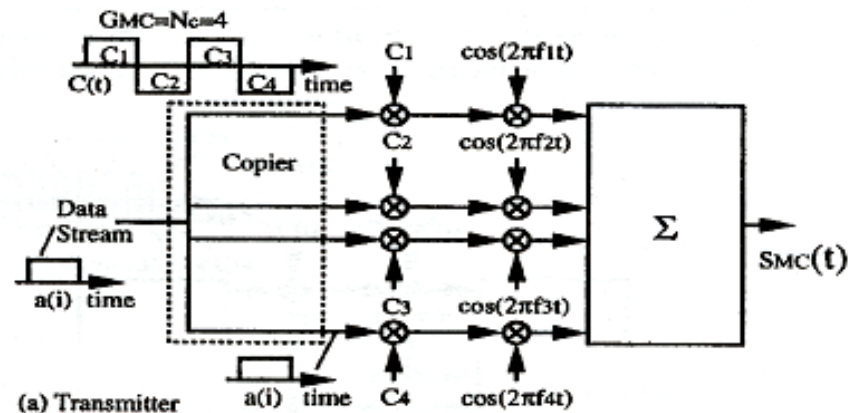 GMC=Nc=4
C1
C3
C(t)
C2
C4
time
C1
cos(2πf1t)
C2
cos(2πf2t)
Copier
Data
Stream
Σ
SMC(t)
a(i) time
C3
cos(2πf3t)
a(i) time
C4
cos(2πf4t)
(a) Transmitter